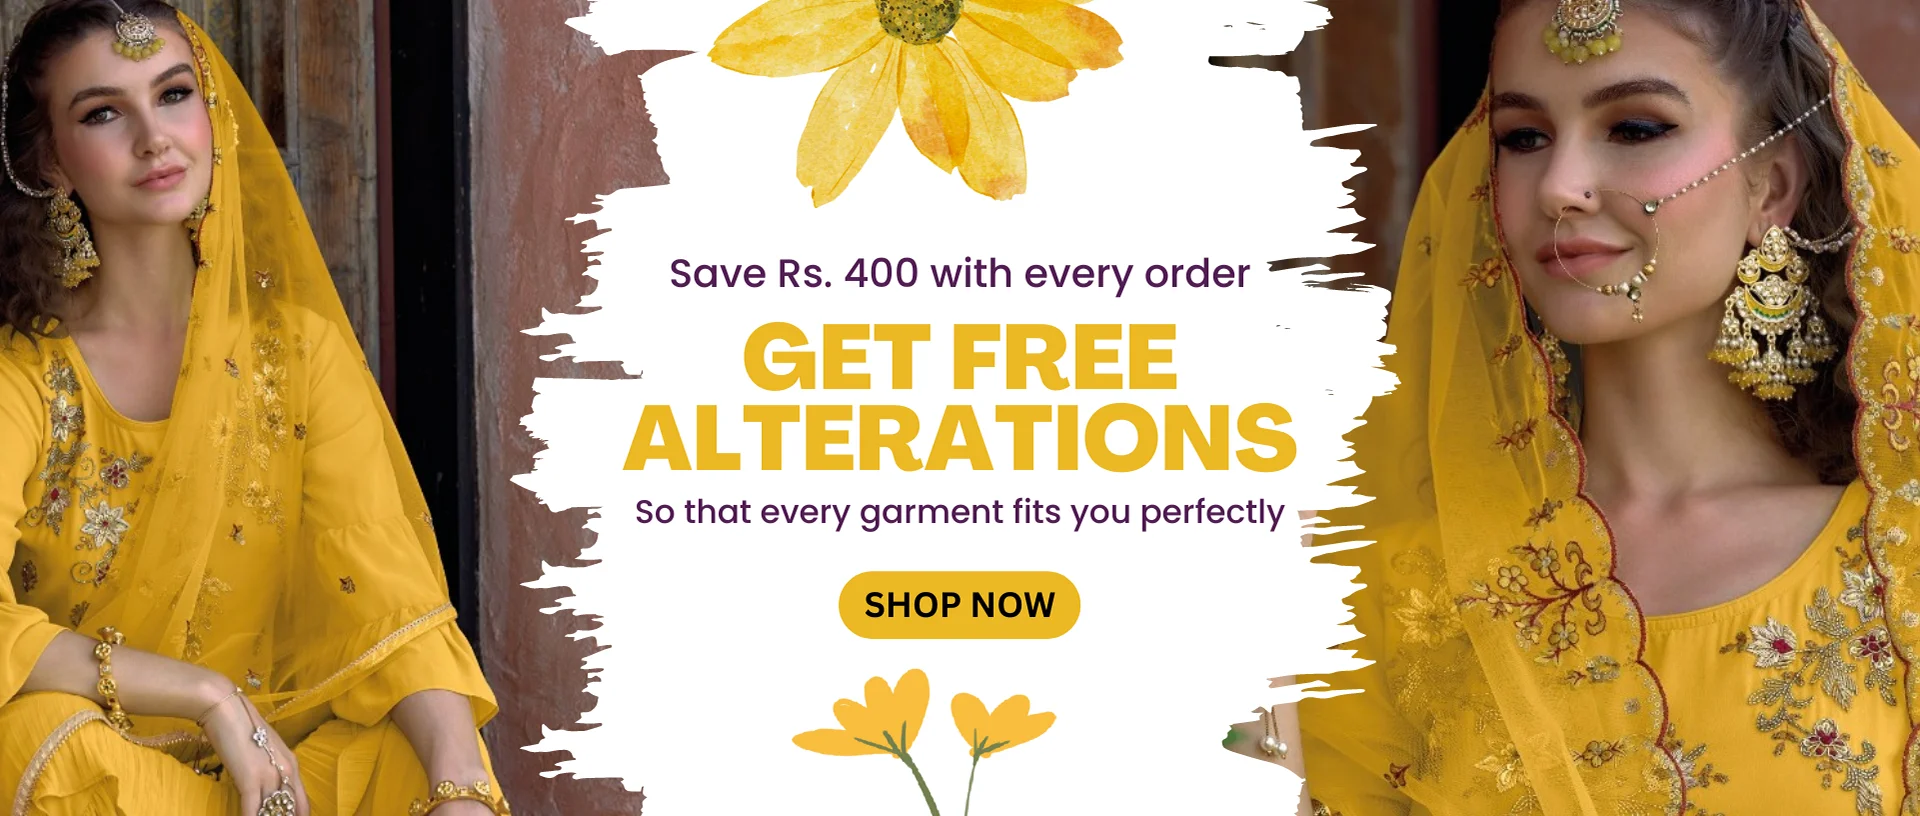 Save Rs. 400 with every order
GET FREE
ALTERATIONS
So that every garment fits you perfectly
SHOP NOW